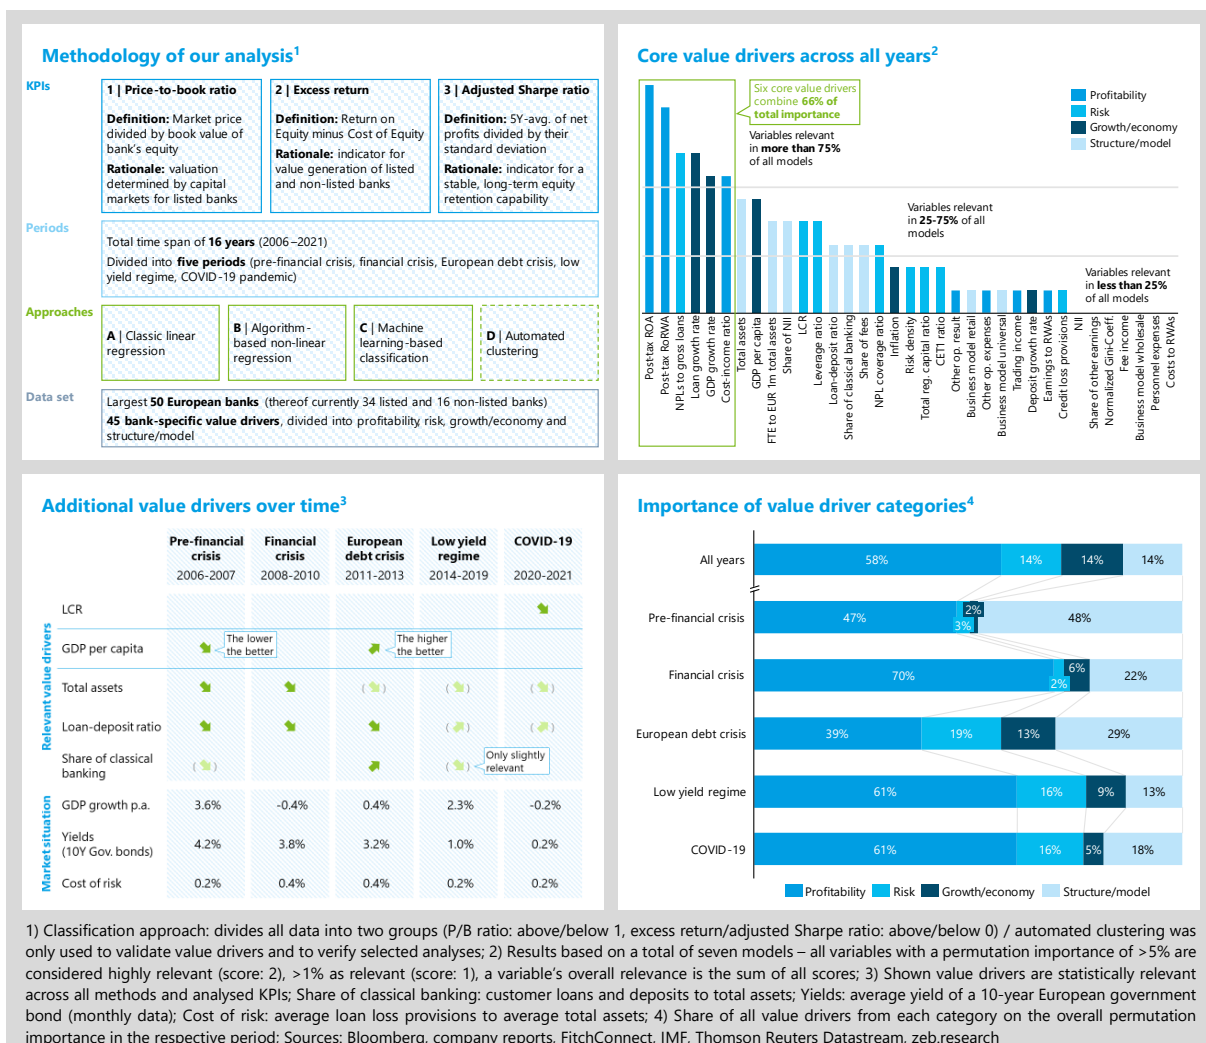 Methodology of our analysis1
KPIs
1 | Price-to-book ratio
Definition: Market price
divided by book value of
bank's equity
Rationale: valuation
determined by capital
markets for listed banks
2 | Excess return
Definition: Return on
Equity minus Cost of Equity
Rationale: indicator for
value generation of listed
and non-listed banks
3 | Adjusted Sharpe ratio
Definition: 5Y-avg. of net
profits divided by their
standard deviation
Rationale: indicator for a
stable, long-term equity
retention capability
Periods
Total time span of 16 years (2006–2021)
Divided into five periods (pre-financial crisis, financial crisis, European debt crisis, low
yield regime, COVID-19 pandemic)
Approaches
A | Classic linear
regression
B | Algorithm-
based non-linear
regression
C | Machine
learning-based
classification
D | Automated
clustering
Data set
Largest 50 European banks (thereof currently 34 listed and 16 non-listed banks)
45 bank-specific value drivers, divided into profitability, risk, growth/economy and
structure/model
Core value drivers across all years2
Six core value drivers
combine 66% of
total importance
Variables relevant
in more than 75%
of all models
Variables relevant
in 25-75% of all
models
Variables relevant
in less than 25%
of all models
Profitability
Risk
Growth/economy
Structure/model
Post-tax ROA
Post-tax RoRWA
NPLs to gross loans
Loan growth rate
GDP growth rate
Cost-income ratio
Total assets
GDP per capita
FTE to EUR 1m total assets
Share of NII
LCR
Leverage ratio
Loan-deposit ratio
Share of classical banking
Share of fees
NPL coverage ratio
Inflation
Risk density
Total reg. capital ratio
CET1 ratio
Other op. result
Business model retail
Other op. expenses
Business model universal
Trading income
Deposit growth rate
Earnings to RWAs
Credit loss provisions
NII
Share of other earnings
Normalized Gini-Coeff.
Fee income
Business model wholesale
Personnel expenses
Costs to RWAs
Additional value drivers over time3
Pre-financial
crisis
2006-2007
Financial
crisis
2008-2010
European
debt crisis
2011-2013
Low yield
regime
2014-2019
COVID-19
2020-2021
Relevant value drivers
LCR
GDP per capita
The lower
the better
The higher
the better
Total assets
( )
( )
( )
Loan-deposit ratio
( )
( )
Share of classical
banking
( )
( )
Only slightly
relevant
Market situation
GDP growth p.a.
3.6%
-0.4%
0.4%
2.3%
-0.2%
Yields
(10Y Gov. bonds)
4.2%
3.8%
3.2%
1.0%
0.2%
Cost of risk
0.2%
0.4%
0.4%
0.2%
0.2%
Importance of value driver categories4
All years
58%
14%
14%
14%
Pre-financial crisis
47%
3%
2%
48%
Financial crisis
70%
2%
6%
22%
European debt crisis
39%
19%
13%
29%
Low yield regime
61%
16%
9%
13%
COVID-19
61%
16%
5%
18%
Profitability
Risk
Growth/economy
Structure/model
1) Classification approach: divides all data into two groups (P/B ratio: above/below 1, excess return/adjusted Sharpe ratio: above/below 0) / automated clustering was
only used to validate value drivers and to verify selected analyses; 2) Results based on a total of seven models – all variables with a permutation importance of >5% are
considered highly relevant (score: 2), >1% as relevant (score: 1), a variable's overall relevance is the sum of all scores; 3) Shown value drivers are statistically relevant
across all methods and analysed KPIs; Share of classical banking: customer loans and deposits to total assets; Yields: average yield of a 10-year European government
bond (monthly data); Cost of risk: average loan loss provisions to average total assets; 4) Share of all value drivers from each category on the overall permutation
importance in the respective period; Sources: Bloomberg, company reports, FitchConnect, IMF, Thomson Reuters Datastream, zeb.research